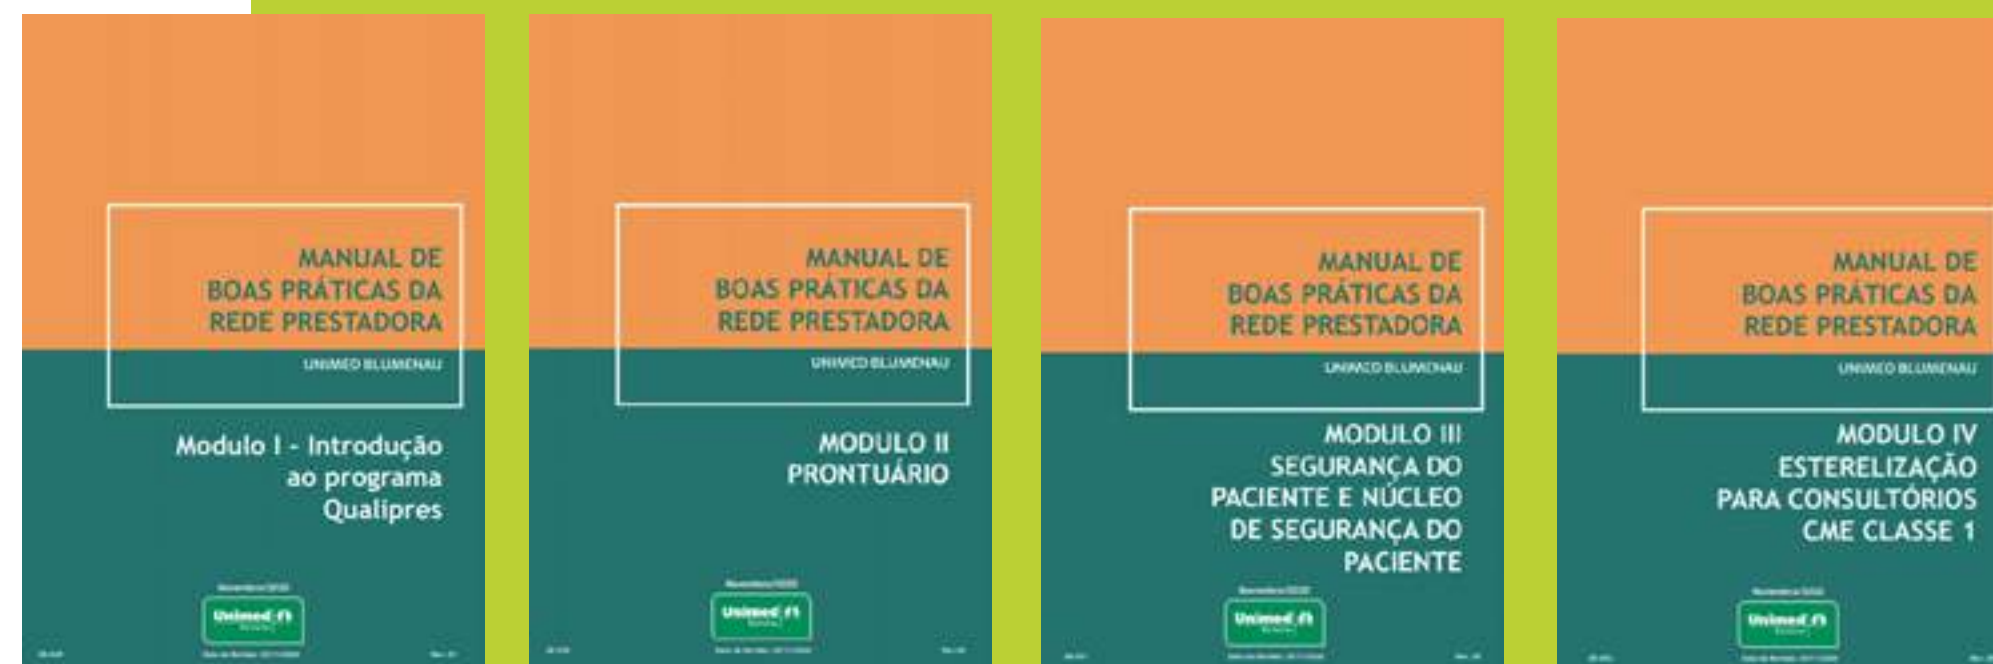 MANUAL DE
BOAS PRÁTICAS DA
REDE PRESTADORA
UNIMED BLUMENAU
Modulo I - Introdução
ao programa
Qualipres
Unimed
MANUAL DE
BOAS PRÁTICAS DA
REDE PRESTADORA
UNIMED BLUMENAU
MODULO II
PRONTUÁRIO
Unimed
MANUAL DE
BOAS PRÁTICAS DA
REDE PRESTADORA
UNIMED BLUMENAU
MODULO III
SEGURANÇA DO
PACIENTE E NÚCLEO
DE SEGURANÇA DO
PACIENTE
Unimed
MANUAL DE
BOAS PRÁTICAS DA
REDE PRESTADORA
UNIMED BLUMENAU
MODULO IV
ESTERELIZAÇÃO
PARA CONSULTÓRIOS
CME CLASSE 1
Unimed